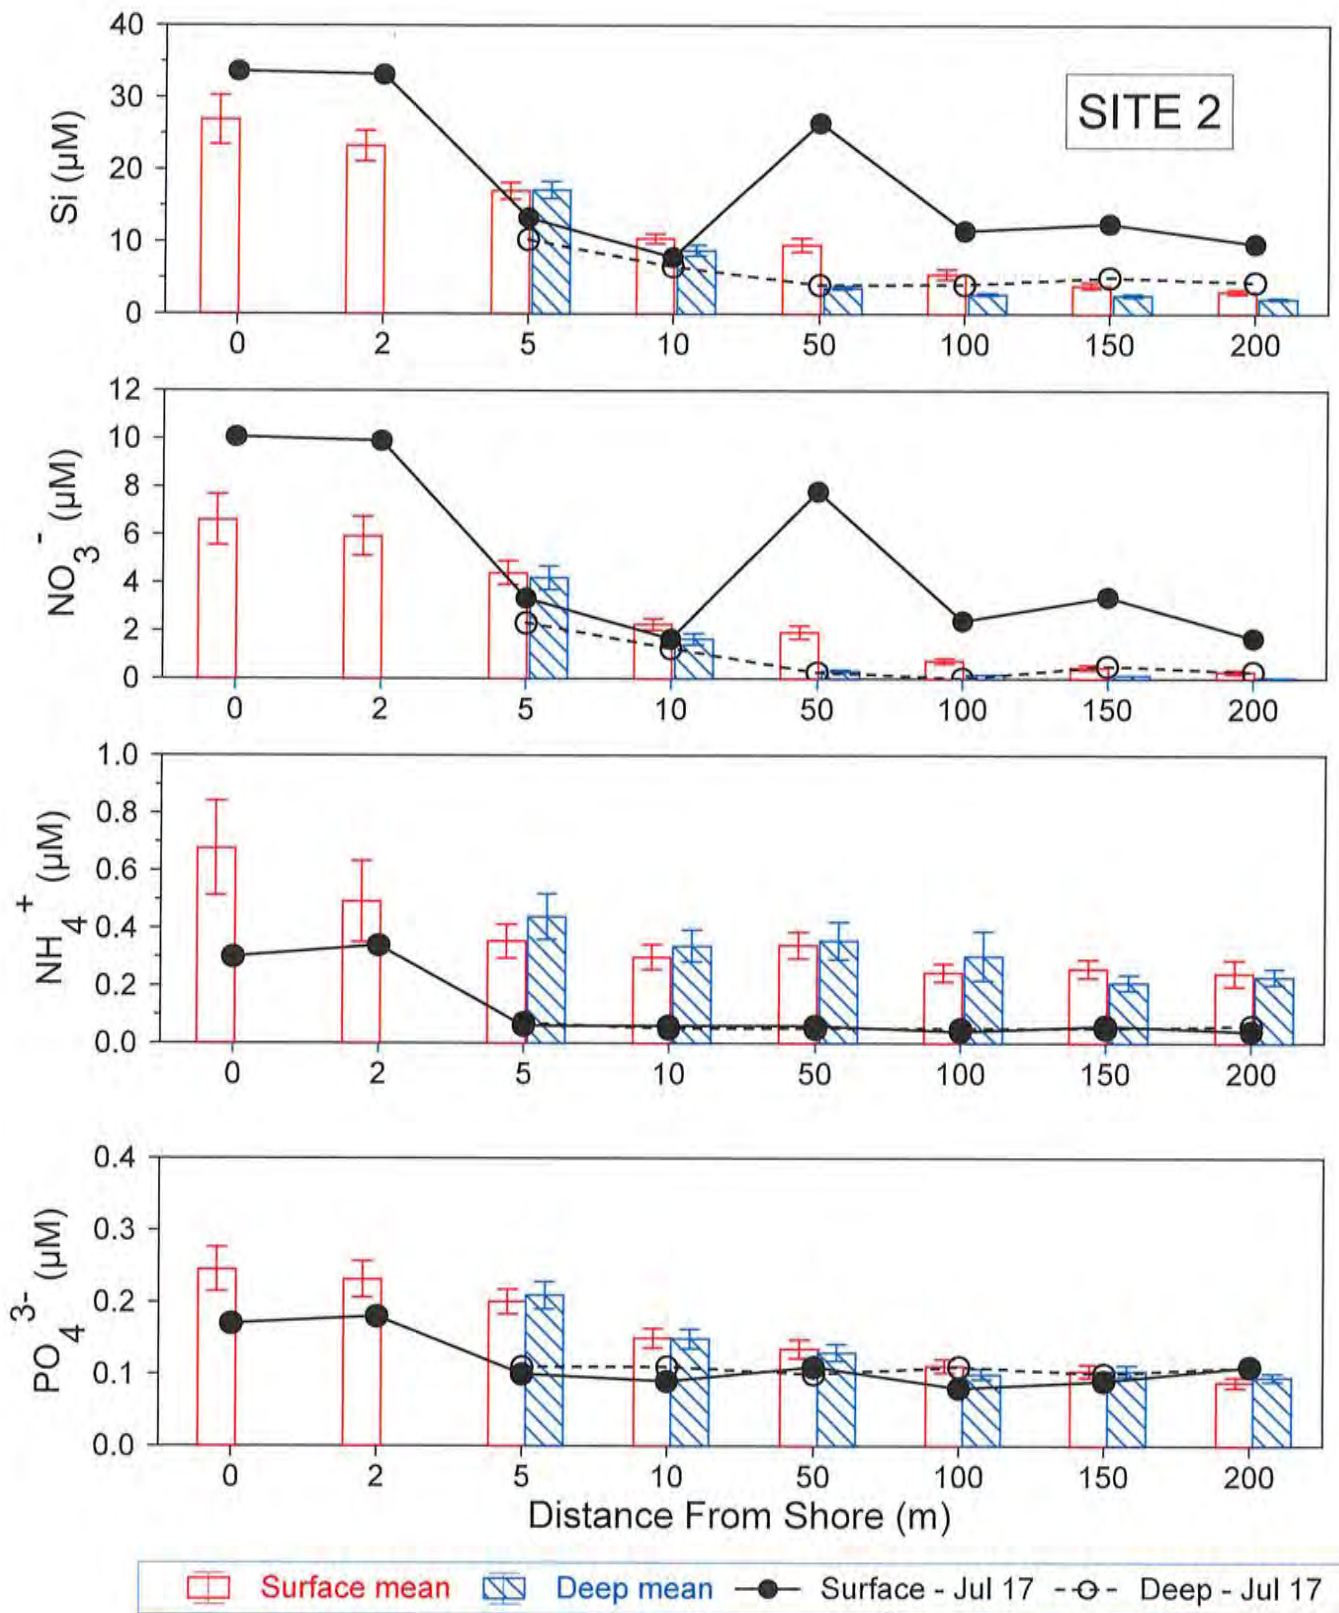 SITE 2
Si (µM)
40
30
20
10
0
0 2 5 10 50 100 150 200
NO3- (µM)
12
10
8
6
4
2
0
0 2 5 10 50 100 150 200
NH4+ (µM)
1.0
0.8
0.6
0.4
0.2
0.0
0 2 5 10 50 100 150 200
PO43- (µM)
0.4
0.3
0.2
0.1
0.0
0 2 5 10 50 100 150 200
Distance From Shore (m)
Surface mean Deep mean Surface - Jul 17 Deep - Jul 17